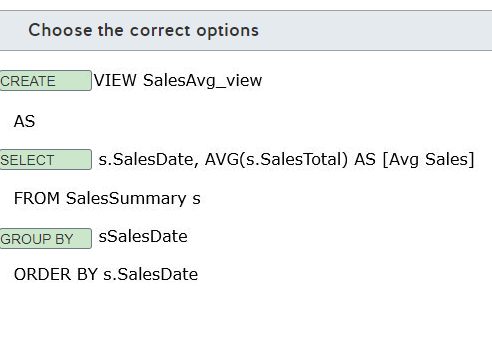 Choose the correct options
CREATE VIEW SalesAvg_view
AS
SELECT s.SalesDate, AVG(s.SalesTotal) AS [Avg Sales]
FROM SalesSummary s
GROUP BY sSalesDate
ORDER BY s.SalesDate